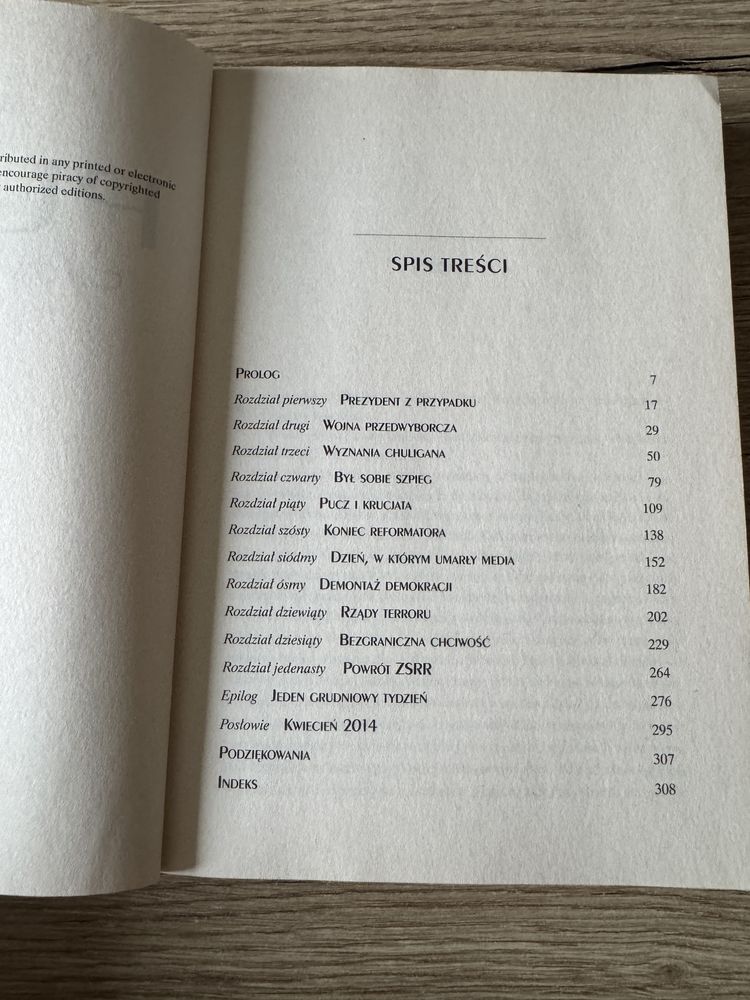 ributed in any printed or electronic
encourage piracy of copyrighted
authorized editions.
SPIS TREŚCI
PROLOG 7
Rozdział pierwszy PREZYDENT Z PRZYPADKU 17
Rozdział drugi WOJNA PRZEDWYBORCZA 29
Rozdział trzeci WYZNANIA CHULIGANA 50
Rozdział czwarty BYŁ SOBIE SZPIEG 79
Rozdział piąty PUCZ I KRUCJATA 109
Rozdział szósty KONIEC REFORMATORA 138
Rozdział siódmy DZIEŃ, W KTÓRYM UMARŁY MEDIA 152
Rozdział ósmy DEMONTAŻ DEMOKRACJI 182
Rozdział dziewiąty RZĄDY TERRORU 202
Rozdział dziesiąty BEZGRANICZNA CHCIWOŚĆ 229
Rozdział jedenasty POWRÓT ZSRR 264
Epilog JEDEN GRUDNIOWY TYDZIEŃ 276
Posłowie KWIECIEŃ 2014 295
PODZIĘKOWANIA 307
INDEKS 308